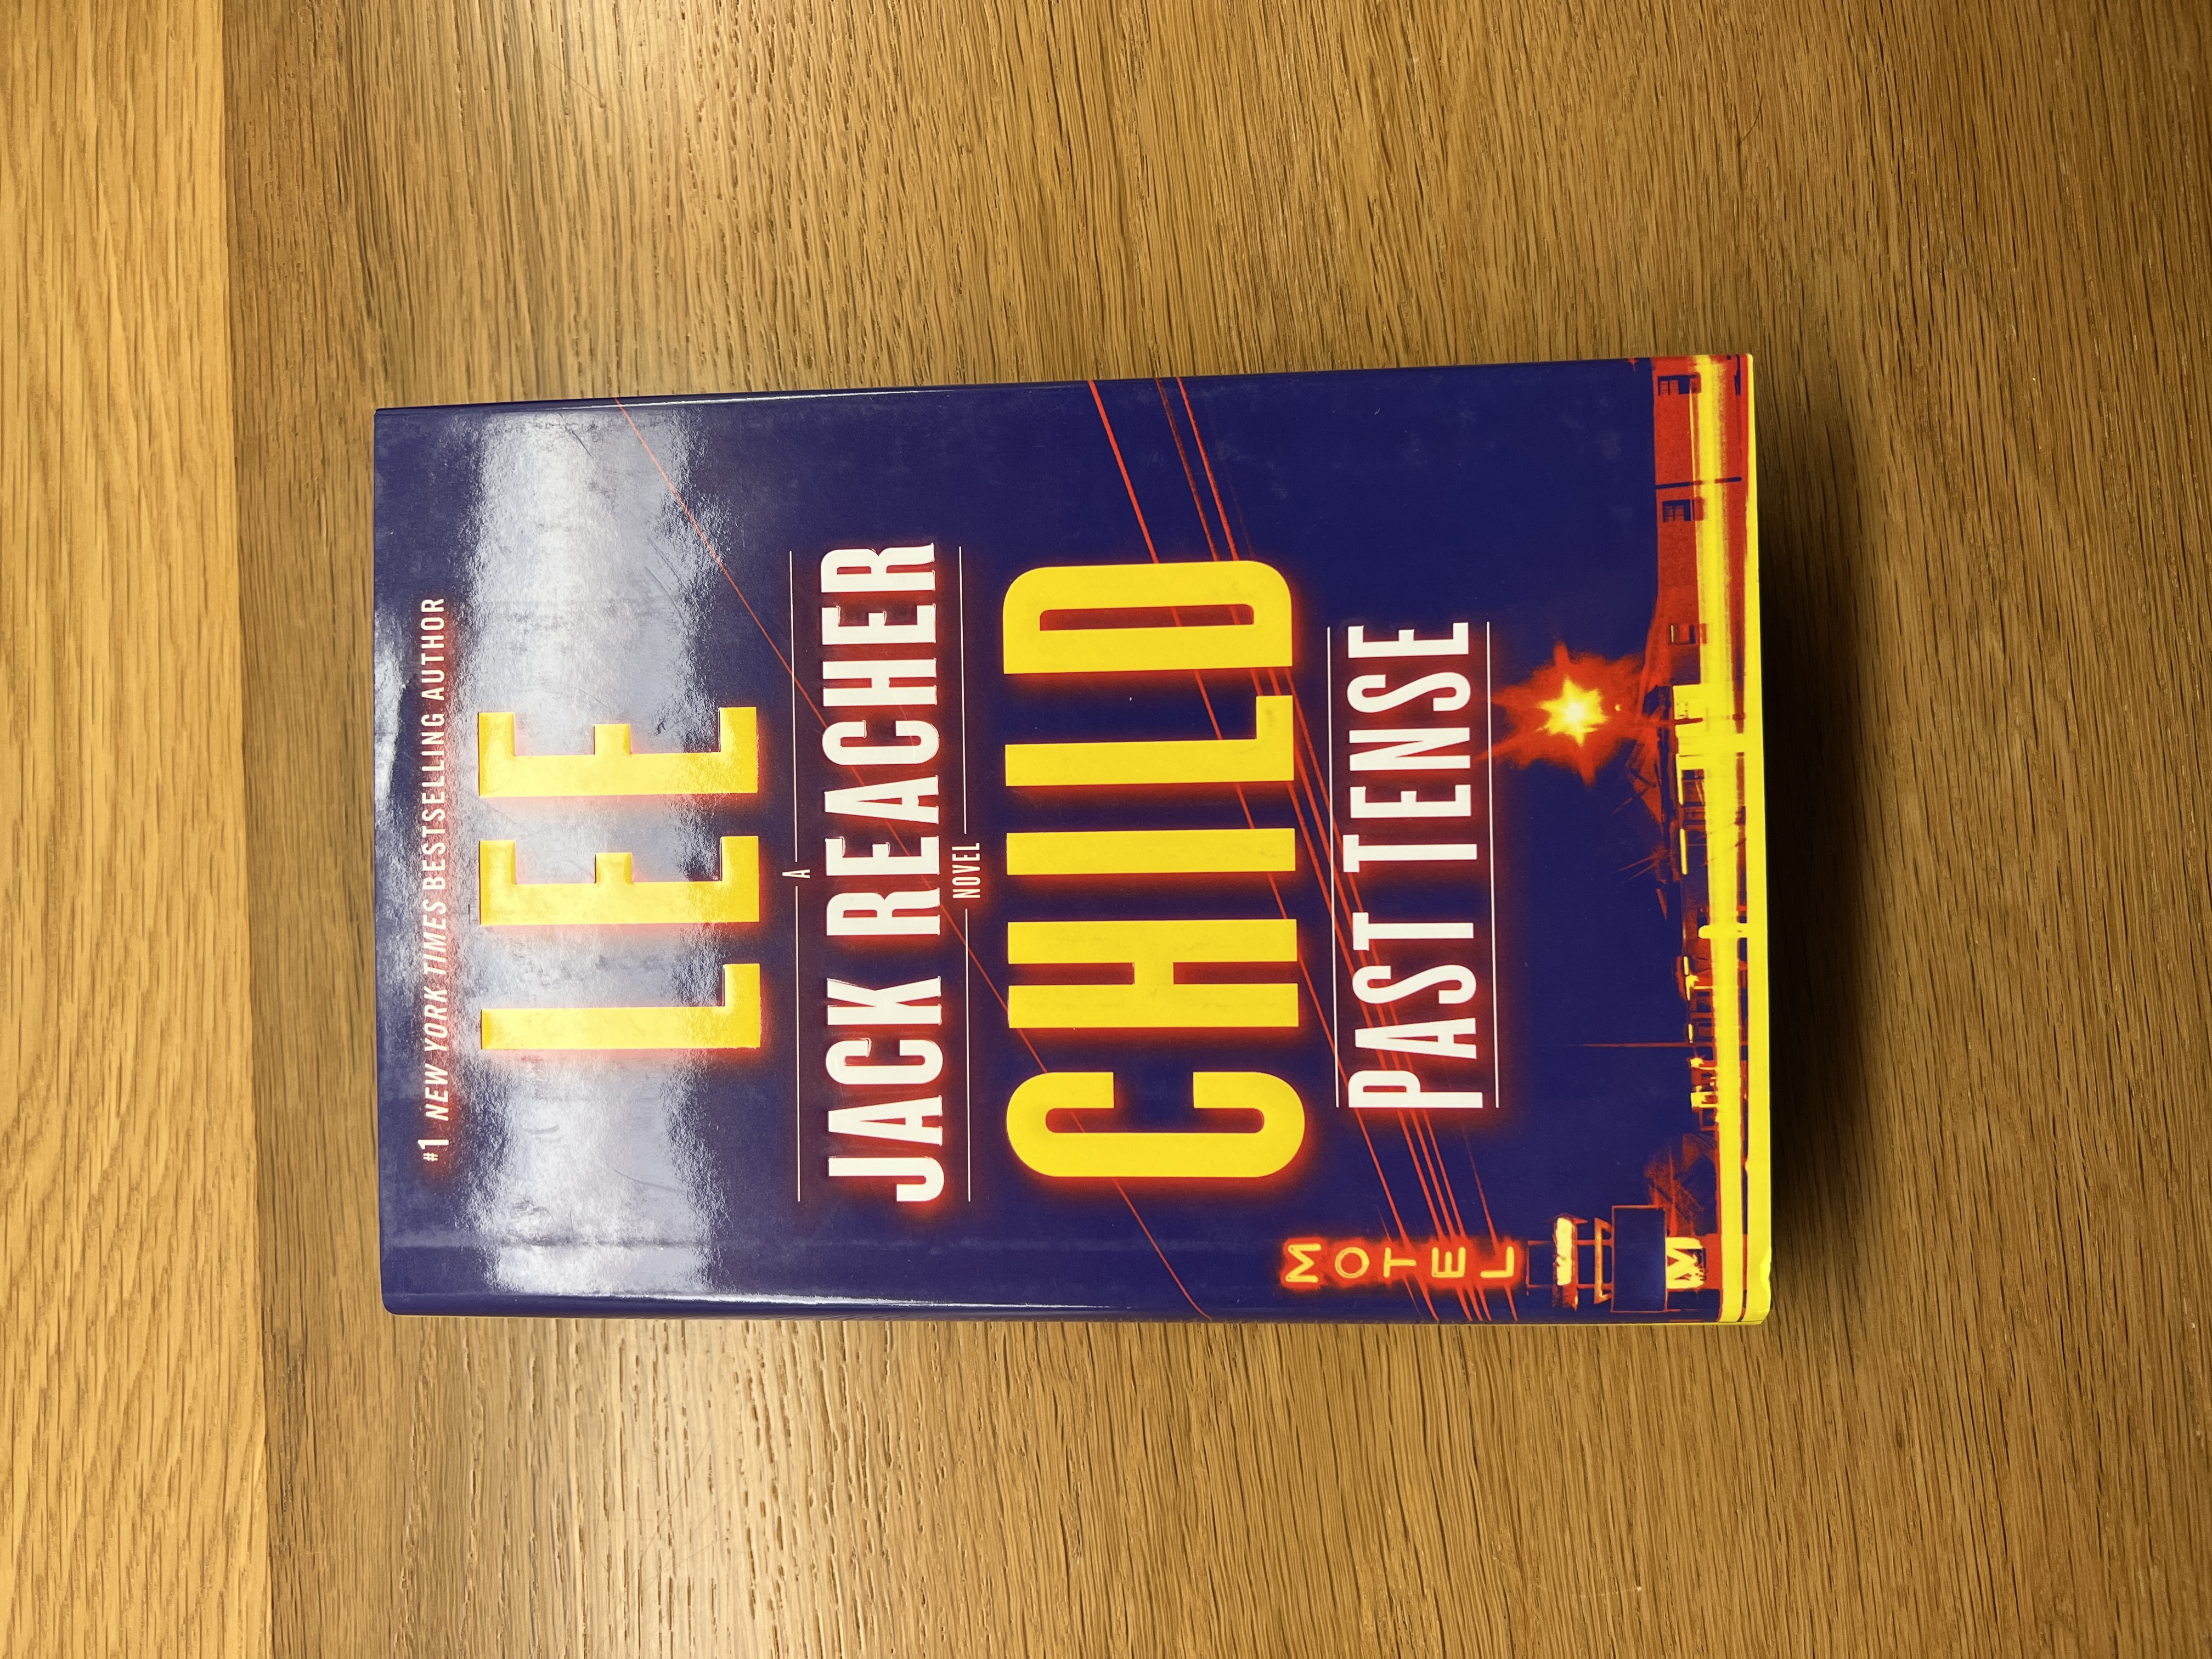 #1 NEW YORK TIMES BESTSELLING AUTHOR
LEE
A
JACK REACHER
NOVEL
CHILD
PAST TENSE
MOTEL
M